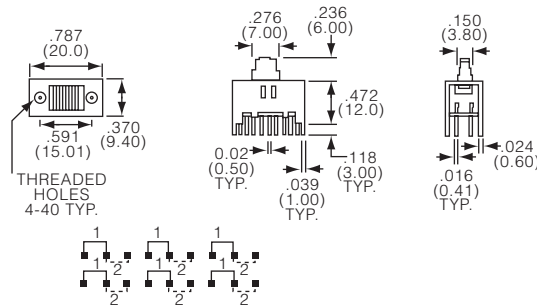 .787
(20.0)
.370
(9.40)
.591
(15.01)
THREADED
HOLES
4-40 TYP.
.276
(7.00)
.236
(6.00)
.472
(12.0)
.118
(3.00)
TYP.
0.02
(0.50)
TYP.
.039
(1.00)
TYP.
.150
(3.80)
.024
(0.60)
.016
(0.41)
TYP.
1 1 1
2 2 2
1 1 1
2 2 2